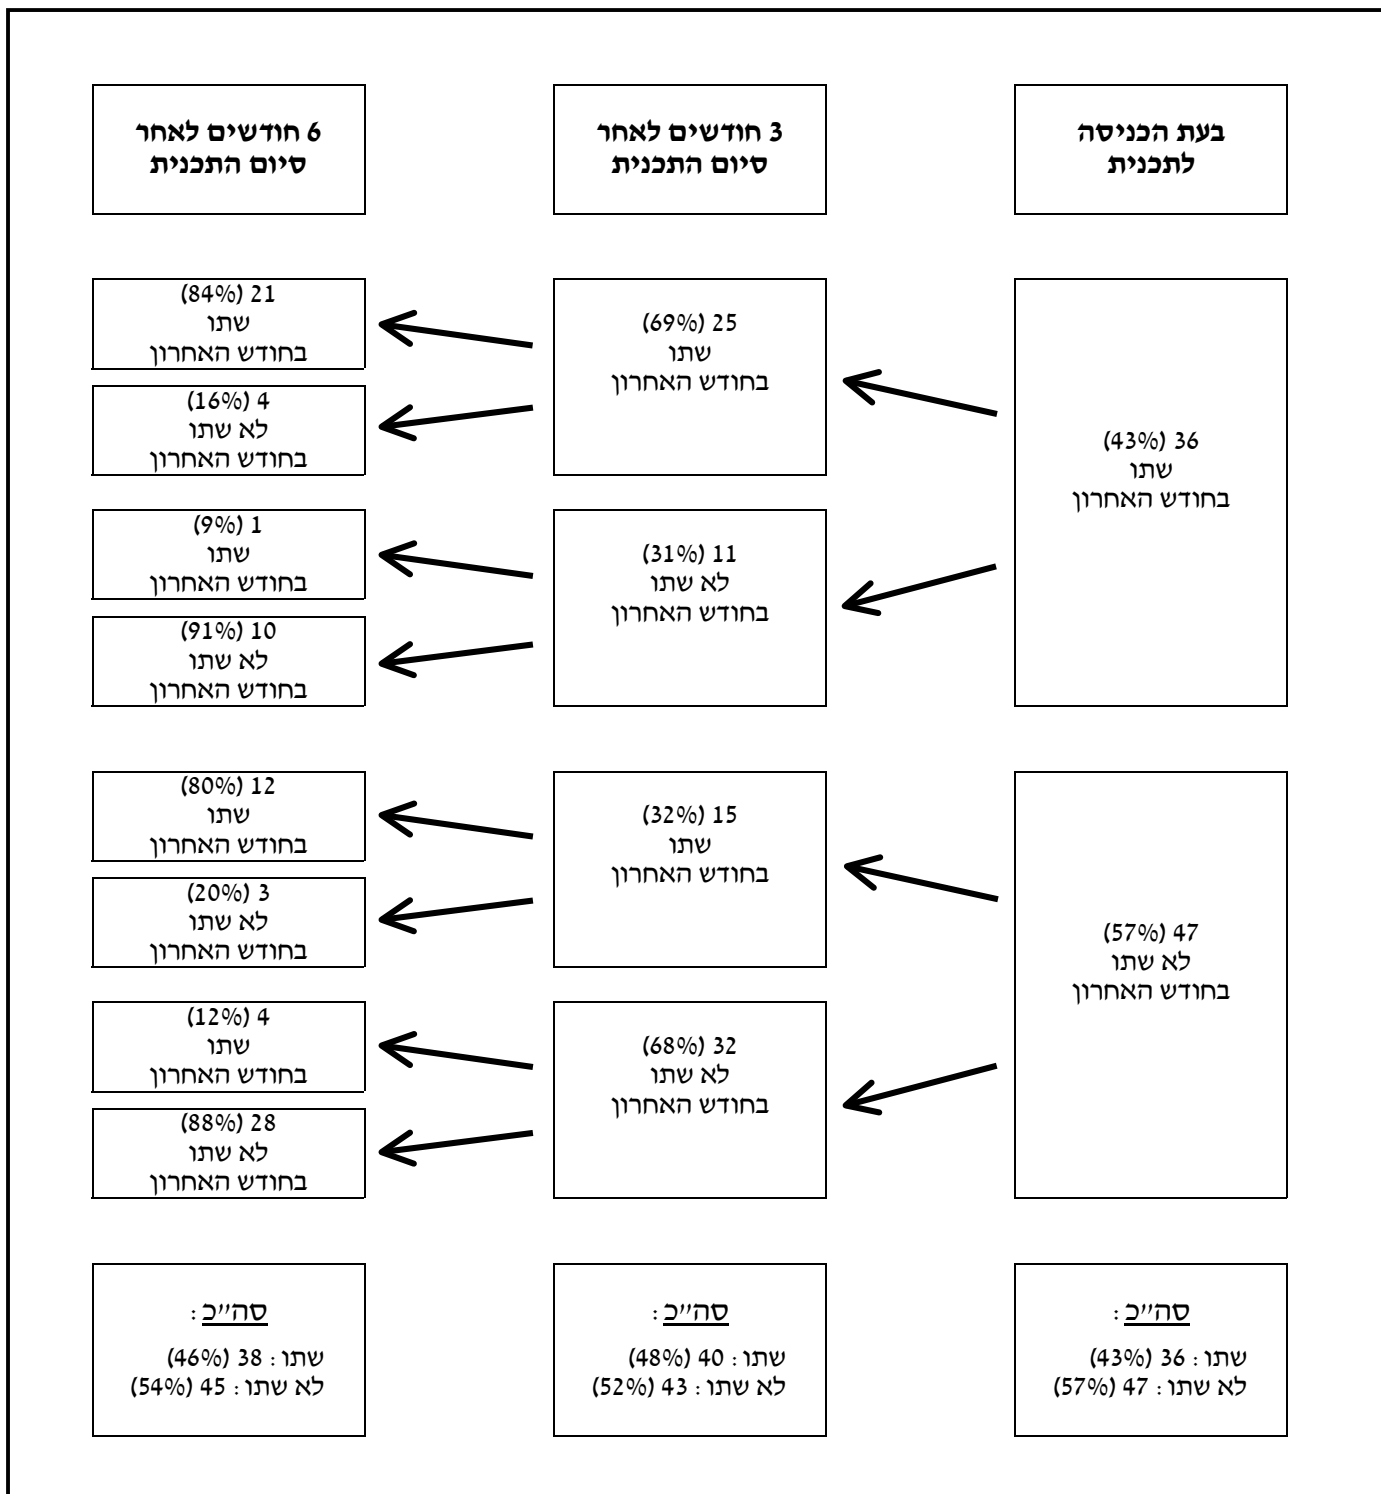 בעת הכניסה
לתכנית
3 חודשים לאחר
סיום התכנית
6 חודשים לאחר
סיום התכנית
36 (43%)
שתו
בחודש האחרון
25 (69%)
שתו
בחודש האחרון
21 (84%)
שתו
בחודש האחרון
4 (16%)
לא שתו
בחודש האחרון
11 (31%)
לא שתו
בחודש האחרון
1 (9%)
שתו
בחודש האחרון
10 (91%)
לא שתו
בחודש האחרון
47 (57%)
לא שתו
בחודש האחרון
15 (32%)
שתו
בחודש האחרון
12 (80%)
שתו
בחודש האחרון
3 (20%)
לא שתו
בחודש האחרון
32 (68%)
לא שתו
בחודש האחרון
4 (12%)
שתו
בחודש האחרון
28 (88%)
לא שתו
בחודש האחרון
סה״כ:
שתו: 36 (43%)
לא שתו: 47 (57%)
סה״כ:
שתו: 40 (48%)
לא שתו: 43 (52%)
סה״כ:
שתו: 38 (46%)
לא שתו: 45 (54%)